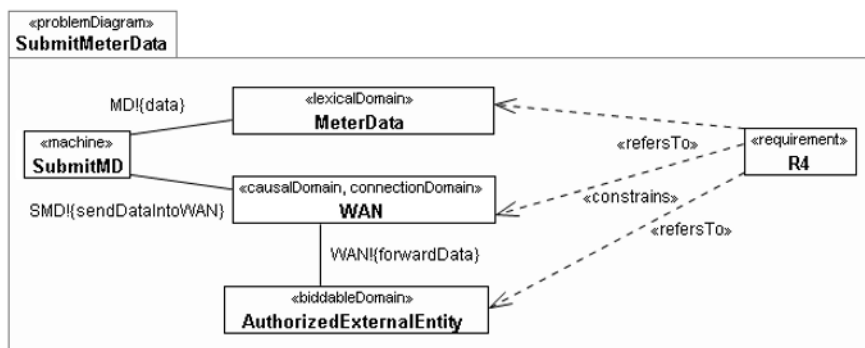 «problemDiagram»
SubmitMeterData
MD!{data}
«lexicalDomain»
MeterData
«machine»
SubmitMD
«refersTo»
«requirement»
R4
«causalDomain, connectionDomain»
WAN
«constrains»
SMD!{sendDataIntoWAN}
«refersTo»
WAN!{forwardData}
«biddableDomain»
AuthorizedExternalEntity